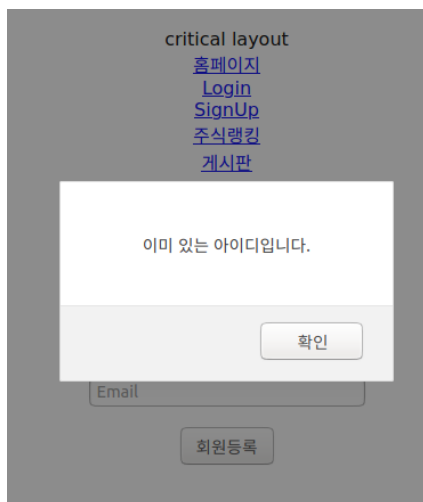 critical layout
홈페이지
Login
SignUp
주식랭킹
게시판
이미 있는 아이디입니다.
확인
Email
회원등록